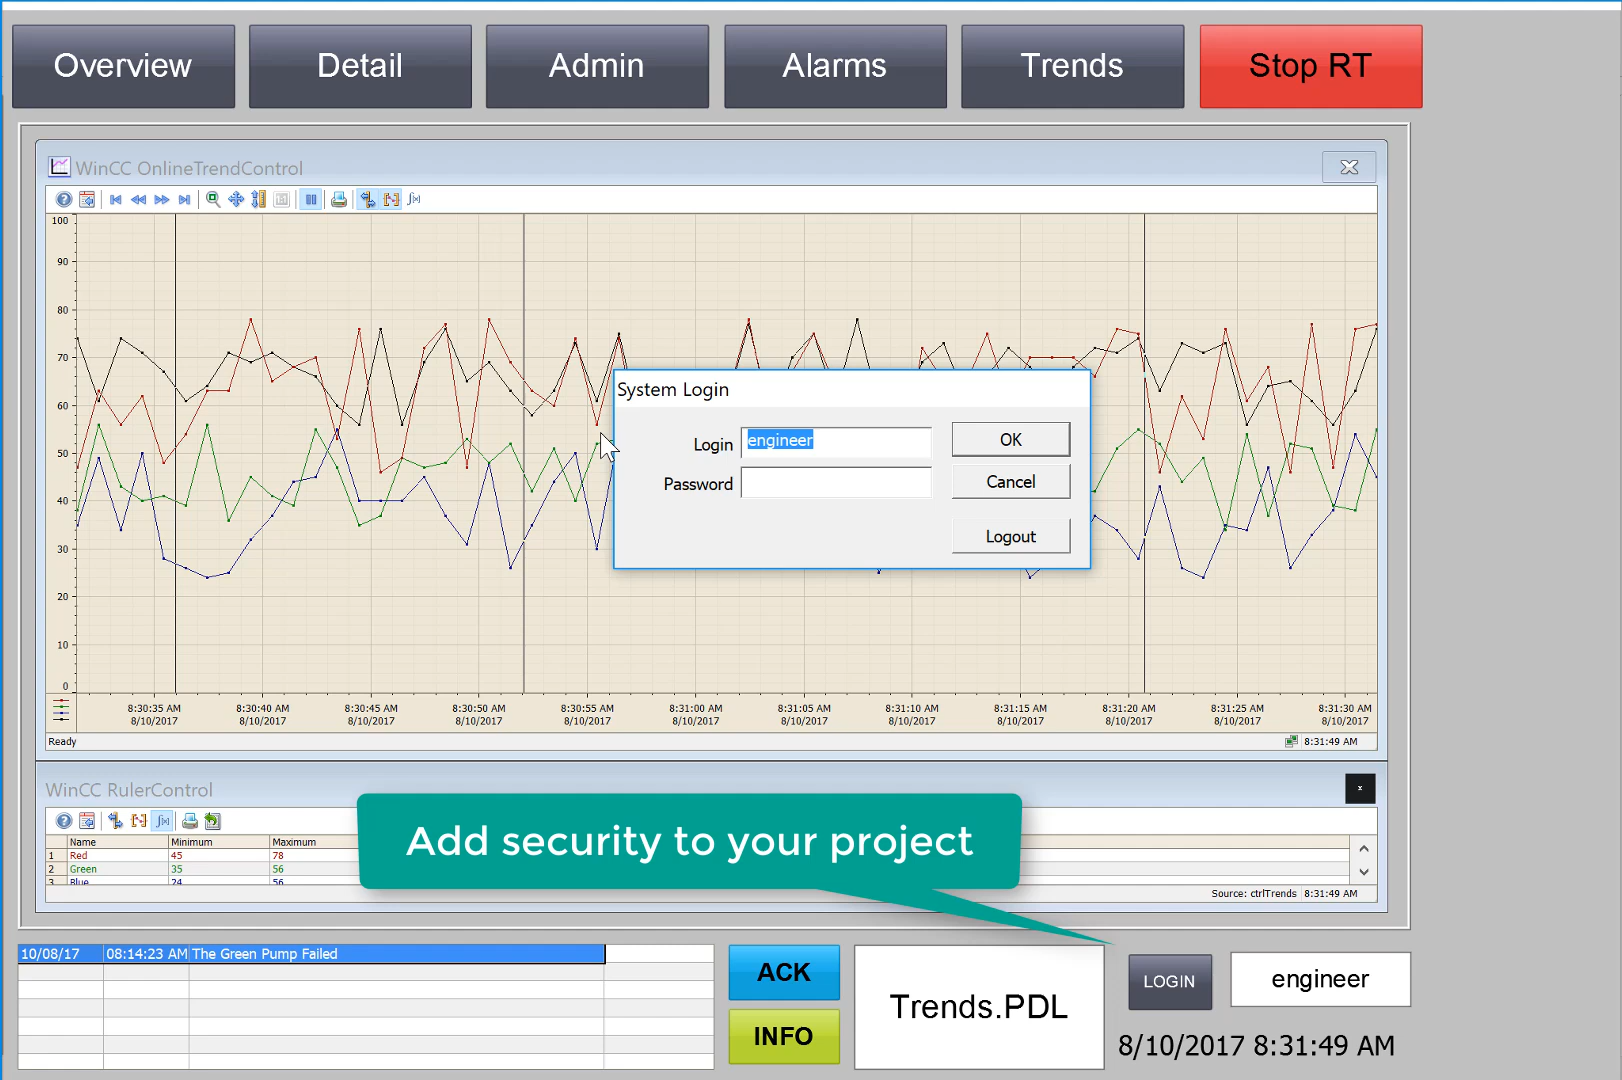 Overview
Detail
Admin
Alarms
Trends
Stop RT
WinCC OnlineTrendControl
100
90
80
70
60
50
40
30
20
10
0
System Login
Login
engineer
OK
Password
Cancel
Logout
8:30:35 AM 8:30:40 AM 8:30:45 AM 8:30:50 AM 8:30:55 AM 8:31:00 AM 8:31:05 AM 8:31:10 AM 8:31:15 AM 8:31:20 AM 8:31:25 AM 8:31:30 AM
8/10/2017 8/10/2017 8/10/2017 8/10/2017 8/10/2017 8/10/2017 8/10/2017 8/10/2017 8/10/2017 8/10/2017 8/10/2017 8/10/2017
Ready
8:31:49 AM
WinCC RulerControl
Name Minimum Maximum
1 Red 45 78
2 Green 35 56
3 Blue 24 56
Source: ctrlTrends 8:31:49 AM
Add security to your project
10/08/17 08:14:23 AM The Green Pump Failed
ACK
INFO
Trends.PDL
LOGIN
engineer
8/10/2017 8:31:49 AM